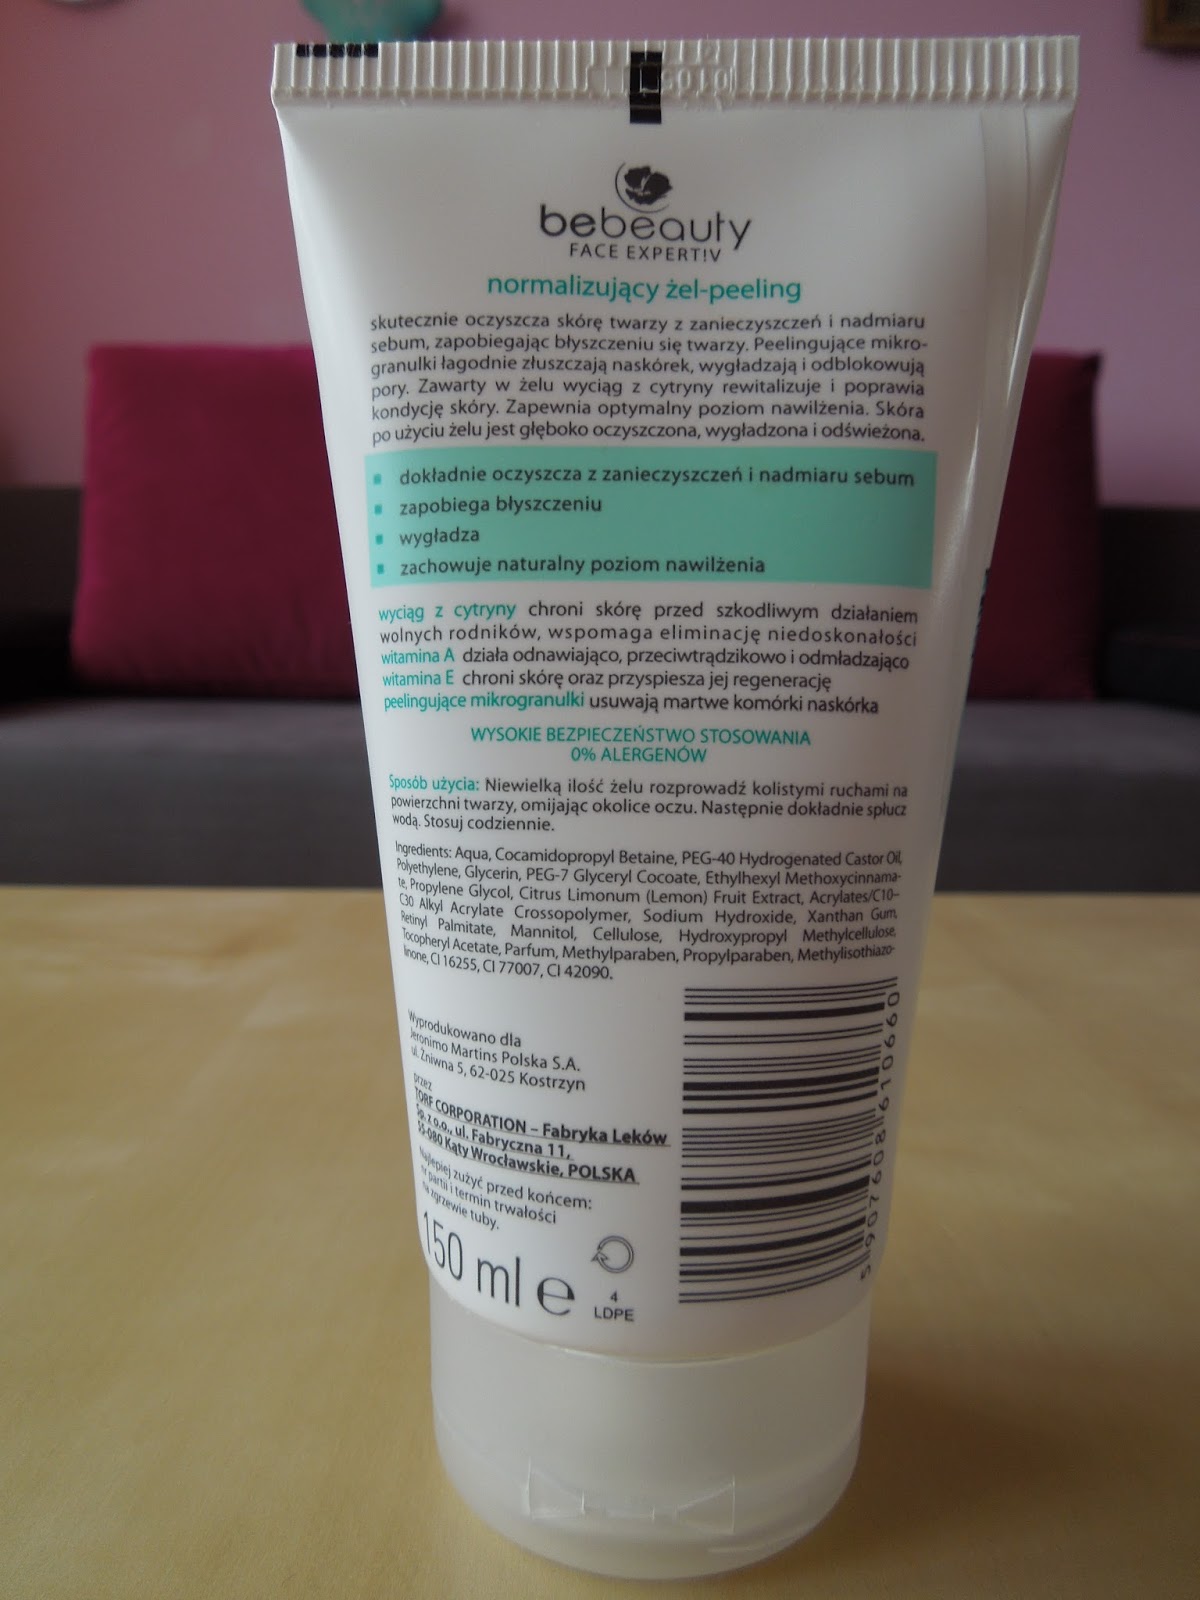 bebeauty
FACE EXPERT!V
normalizujący żel-peeling
skutecznie oczyszcza skórę twarzy z zanieczyszczeń i nadmiaru
sebum, zapobiegając błyszczeniu się twarzy. Peelingujące mikro-
granulki łagodnie złuszczają naskórek, wygładzają i odblokowują
pory. Zawarty w żelu wyciąg z cytryny rewitalizuje i poprawia
kondycję skóry. Zapewnia optymalny poziom nawilżenia. Skóra
po użyciu żelu jest głęboko oczyszczona, wygładzona i odświeżona.
dokładnie oczyszcza z zanieczyszczeń i nadmiaru sebum
zapobiega błyszczeniu
wygładza
zachowuje naturalny poziom nawilżenia
wyciąg z cytryny chroni skórę przed szkodliwym działaniem
wolnych rodników, wspomaga eliminację niedoskonałości
witamina A działa odnawiająco, przeciwtrądzikowo i odmładzająco
witamina E chroni skórę oraz przyspiesza jej regenerację
peelingujące mikrogranulki usuwają martwe komórki naskórka
WYSOKIE BEZPIECZEŃSTWO STOSOWANIA
0% ALERGENÓW
Sposób użycia: Niewielką ilość żelu rozprowadź kolistymi ruchami na
powierzchni twarzy, omijając okolice oczu. Następnie dokładnie spłucz
wodą. Stosuj codziennie.
Ingredients: Aqua, Cocamidopropyl Betaine, PEG-40 Hydrogenated Castor Oil,
Polyethylene, Glycerin, PEG-7 Glyceryl Cocoate, Ethylhexyl Methoxycinnama-
te, Propylene Glycol, Citrus Limonum (Lemon) Fruit Extract, Acrylates/C10-
C30 Alkyl Acrylate Crossopolymer, Sodium Hydroxide, Xanthan Gum,
Retinyl Palmitate, Mannitol, Cellulose, Hydroxypropyl Methylcellulose,
Tocopheryl Acetate, Parfum, Methylparaben, Propylparaben, Methylisothiazo-
linone, CI 16255, CI 77007, CI 42090.
Wyprodukowano dla
Jeronimo Martins Polska S.A.
ul. Żniwna 5, 62-025 Kostrzyn
przez
TORF CORPORATION – Fabryka Leków
Sp. z o.o., ul. Fabryczna 11,
55-080 Kąty Wrocławskie, POLSKA
Najlepiej zużyć przed końcem:
nr partii i termin trwałości
na zgrzewie tuby.
150 ml e
4
LDPE
5 907608 610660